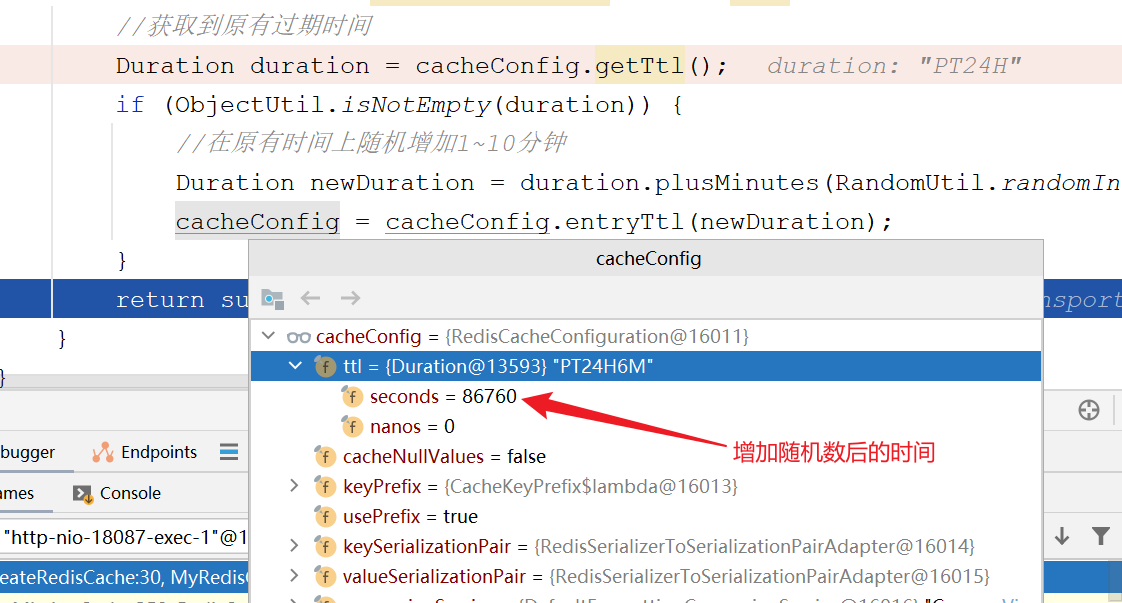 //获取到原有过期时间
Duration duration = cacheConfig.getTtl(); duration: "PT24H"
if (ObjectUtil.isNotEmpty(duration)) {
//在原有时间上随机增加1~10分钟
Duration newDuration = duration.plusMinutes(RandomUtil.randomIn
cacheConfig = cacheConfig.entryTtl(newDuration);
}
cacheConfig
return su
nsport
cacheConfig = {RedisCacheConfiguration@16011}
}
ttl = {Duration@13593} "PT24H6M"
}
seconds = 86760
nanos = 0
增加随机数后的时间
bugger Endpoints
cacheNullValues = false
ames Console
keyPrefix = {CacheKeyPrefix$lambda@16013}
usePrefix = true
"http-nio-18087-exec-1"@1
keySerializationPair = {RedisSerializerToSerializationPairAdapter@16014}
eateRedisCache:30, MyRedis
valueSerializationPair = {RedisSerializerToSerializationPairAdapter@16015}